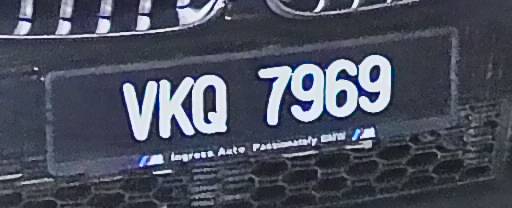 VKQ 7969
Ingress Auto Passionately BMW